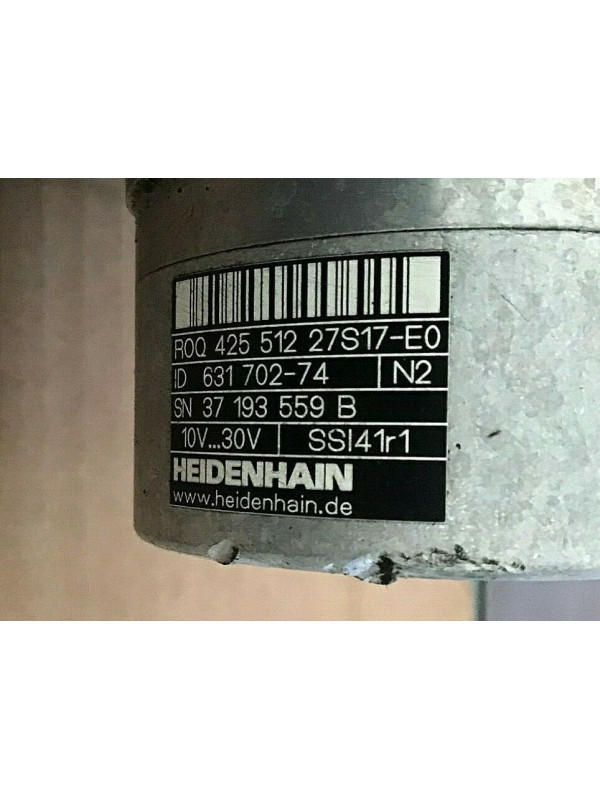 ROQ 425 512 27S17-E0
ID 631 702-74 N2
SN 37 193 559 B
10V...30V SSI41r1
HEIDENHAIN
www.heidenhain.de